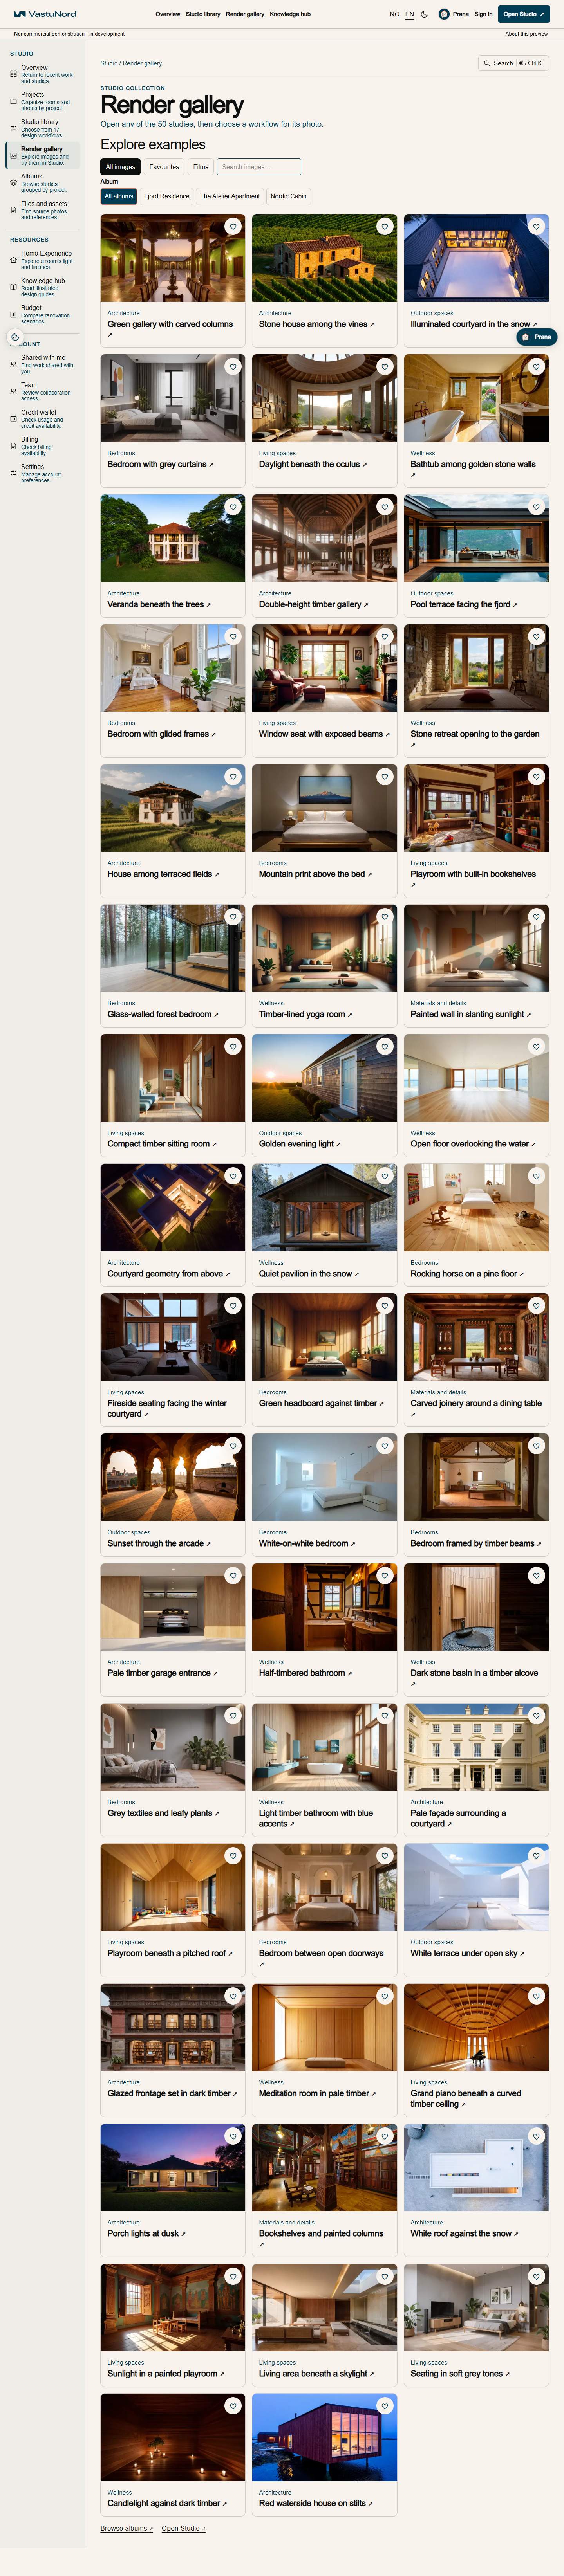 VastuNord
Overview Studio library Render gallery Knowledge hub
NO EN Prana Sign in Open Studio ↗
Noncommercial demonstration · In development
About this preview
STUDIO
Overview
Return to recent work
and studies.
Projects
Organize rooms and
photos by project.
Studio library
Choose from 17
design workflows.
Render gallery
Explore images and
try them in Studio.
Albums
Browse studies
grouped by project.
Files and assets
Find source photos
and references.
RESOURCES
Home Experience
Explore a room's light
and finishes.
Knowledge hub
Read illustrated
design guides.
Budget
Compare renovation
scenarios.
Shared with me
Find work shared with
you.
Team
Review collaboration
access.
Credit wallet
Check usage and
credit availability.
Billing
Check billing
availability.
Settings
Manage account
preferences.
Studio / Render gallery
Search ⌘ / Ctrl K
STUDIO COLLECTION
Render gallery
Open any of the 50 studies, then choose a workflow for its photo.
Explore examples
All images Favourites Films Search images…
Album
All albums Fjord Residence The Atelier Apartment Nordic Cabin
Architecture
Green gallery with carved columns
↗
Architecture
Stone house among the vines ↗
Outdoor spaces
Illuminated courtyard in the snow ↗
Prana
Bedrooms
Bedroom with grey curtains ↗
Living spaces
Daylight beneath the oculus ↗
Wellness
Bathtub among golden stone walls
↗
Architecture
Veranda beneath the trees ↗
Architecture
Double-height timber gallery ↗
Outdoor spaces
Pool terrace facing the fjord ↗
Bedrooms
Bedroom with gilded frames ↗
Living spaces
Window seat with exposed beams ↗
Wellness
Stone retreat opening to the garden
↗
Architecture
House among terraced fields ↗
Bedrooms
Mountain print above the bed ↗
Living spaces
Playroom with built-in bookshelves
↗
Bedrooms
Glass-walled forest bedroom ↗
Wellness
Timber-lined yoga room ↗
Materials and details
Painted wall in slanting sunlight ↗
Living spaces
Compact timber sitting room ↗
Outdoor spaces
Golden evening light ↗
Wellness
Open floor overlooking the water ↗
Architecture
Courtyard geometry from above ↗
Wellness
Quiet pavilion in the snow ↗
Bedrooms
Rocking horse on a pine floor ↗
Living spaces
Fireside seating facing the winter
courtyard ↗
Bedrooms
Green headboard against timber ↗
Materials and details
Carved joinery around a dining table
↗
Outdoor spaces
Sunset through the arcade ↗
Bedrooms
White-on-white bedroom ↗
Bedrooms
Bedroom framed by timber beams ↗
Architecture
Pale timber garage entrance ↗
Wellness
Half-timbered bathroom ↗
Wellness
Dark stone basin in a timber alcove
↗
Bedrooms
Grey textiles and leafy plants ↗
Wellness
Light timber bathroom with blue
accents ↗
Architecture
Pale façade surrounding a
courtyard ↗
Living spaces
Playroom beneath a pitched roof ↗
Bedrooms
Bedroom between open doorways
↗
Outdoor spaces
White terrace under open sky ↗
Architecture
Glazed frontage set in dark timber ↗
Wellness
Meditation room in pale timber ↗
Living spaces
Grand piano beneath a curved
timber ceiling ↗
Architecture
Porch lights at dusk ↗
Materials and details
Bookshelves and painted columns
↗
Architecture
White roof against the snow ↗
Living spaces
Sunlight in a painted playroom ↗
Living spaces
Living area beneath a skylight ↗
Living spaces
Seating in soft grey tones ↗
Wellness
Candlelight against dark timber ↗
Architecture
Red waterside house on stilts ↗
Browse albums ↗ Open Studio ↗